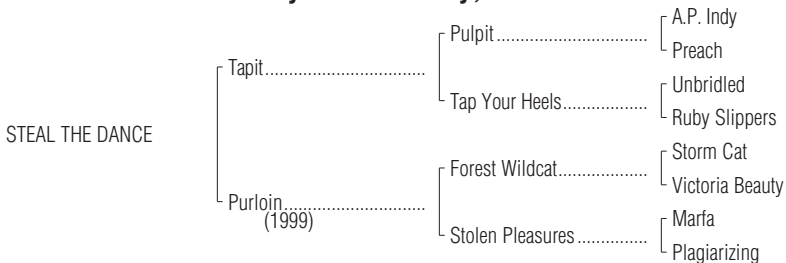 STEAL THE DANCE
Tapit
Purloin
(1999)
Pulpit
Tap Your Heels
Forest Wildcat
Stolen Pleasures
A.P. Indy
Preach
Unbridled
Ruby Slippers
Storm Cat
Victoria Beauty
Marfa
Plagiarizing